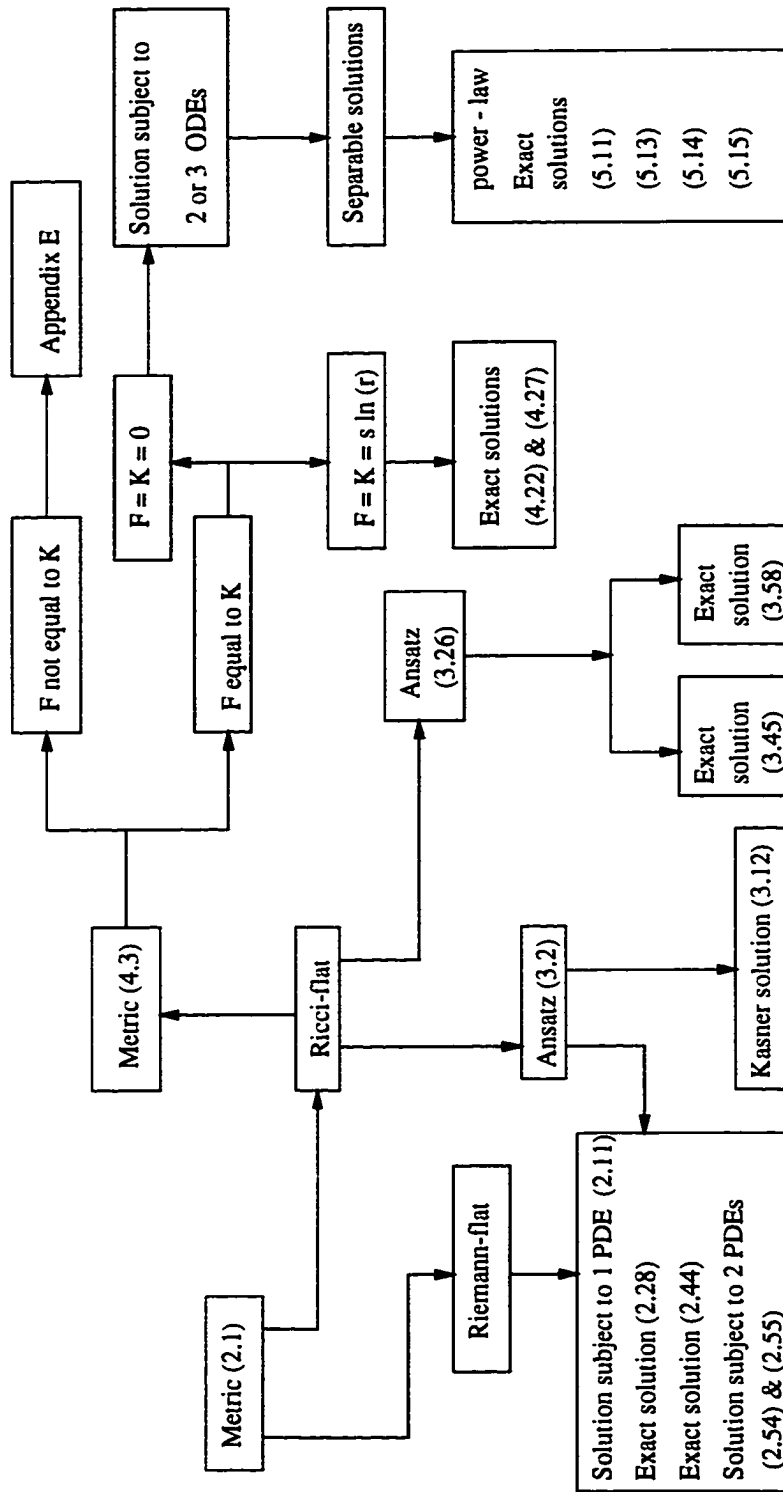 Metric (2.1)
Riemann-flat
Solution subject to 1 PDE (2.11)
Exact solution (2.28)
Exact solution (2.44)
Solution subject to 2 PDEs
(2.54) & (2.55)
Metric (4.3)
Ricci-flat
Ansatz (3.2)
Kasner solution (3.12)
Ansatz
(3.26)
Exact
solution
(3.45)
Exact
solution
(3.58)
F not equal to K
F equal to K
Appendix E
F = K = 0
F = K = s ln (r)
Exact solutions
(4.22) & (4.27)
Solution subject to
2 or 3 ODEs
Separable solutions
power - law
Exact
solutions
(5.11)
(5.13)
(5.14)
(5.15)